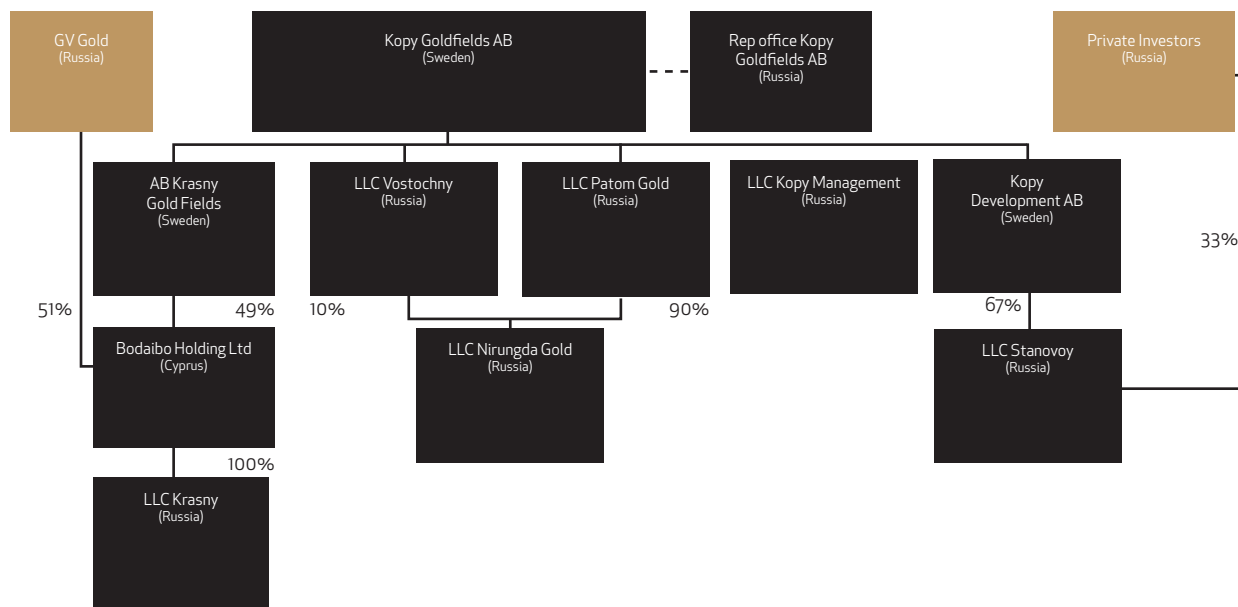 GV Gold
(Russia)
Kopy Goldfields AB
(Sweden)
Rep office Kopy
Goldfields AB
(Russia)
Private Investors
(Russia)
AB Krasny
Gold Fields
(Sweden)
LLC Vostochny
(Russia)
LLC Patom Gold
(Russia)
LLC Kopy Management
(Russia)
Kopy
Development AB
(Sweden)
33%
51%
49%
10%
90%
67%
Bodaibo Holding Ltd
(Cyprus)
LLC Nirungda Gold
(Russia)
LLC Stanovoy
(Russia)
100%
LLC Krasny
(Russia)